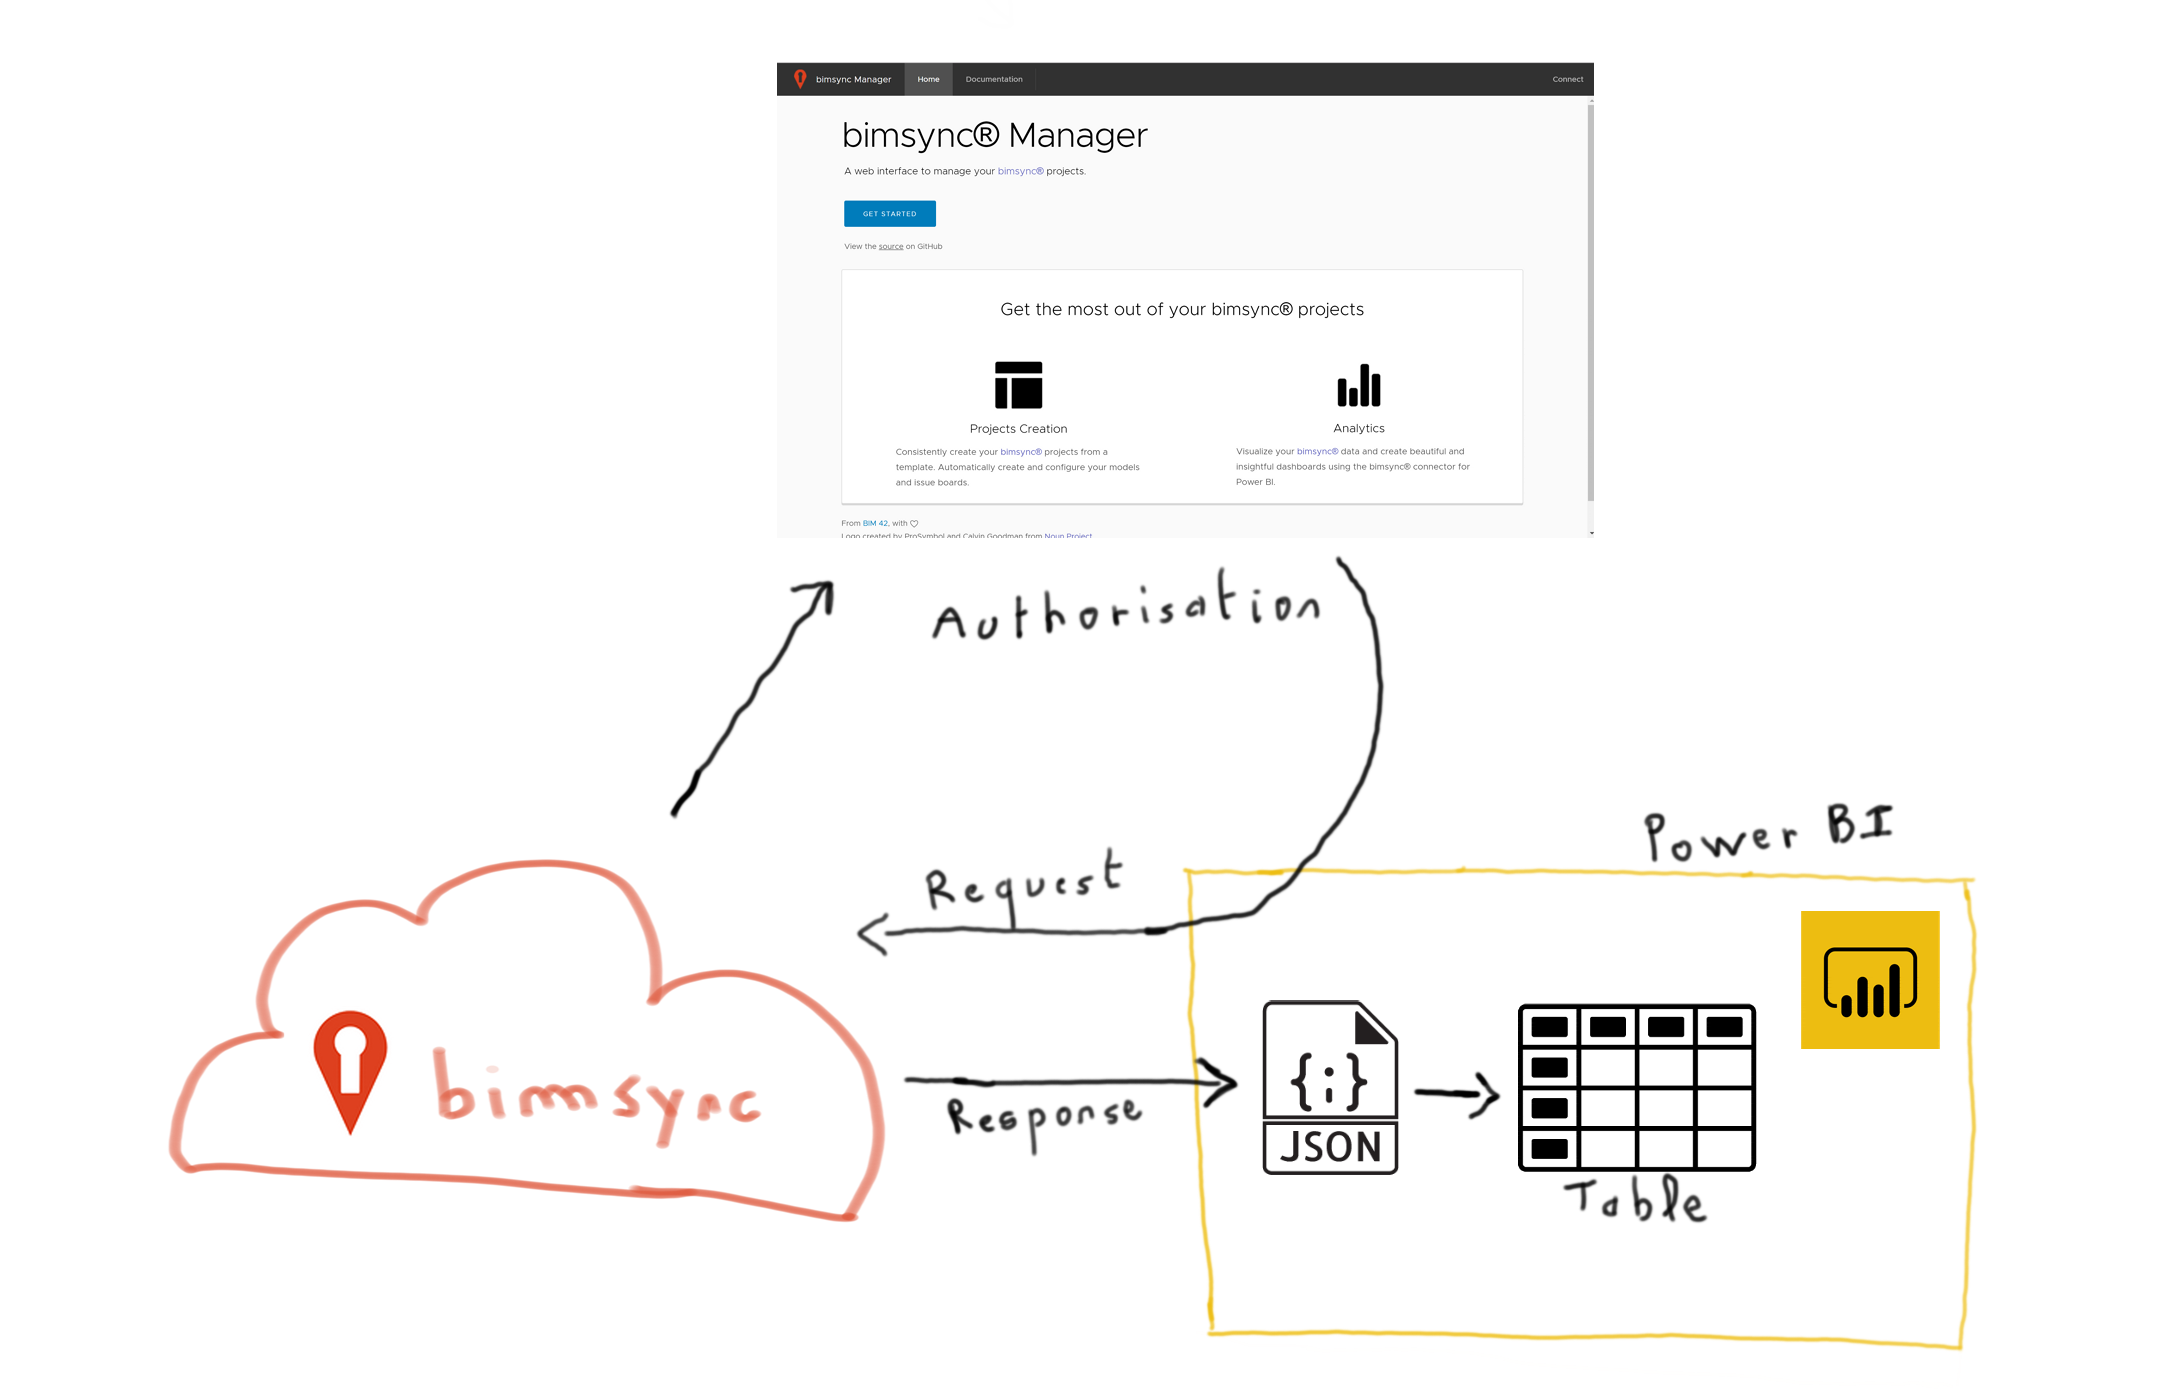 bimsync Manager Home Documentation Connect
bimsync® Manager
A web interface to manage your bimsync® projects.
GET STARTED
View the source on GitHub
Get the most out of your bimsync® projects
Projects Creation
Consistently create your bimsync® projects from a
template. Automatically create and configure your models
and issue boards.
Analytics
Visualize your bimsync® data and create beautiful and
insightful dashboards using the bimsync® connector for
Power BI.
From BIM 42, with
Logo created by ProSymbol and Calvin Goodman from Noun Project
Authorisation
Power BI
Request
bimsync
Response
{;}
JSON
Table